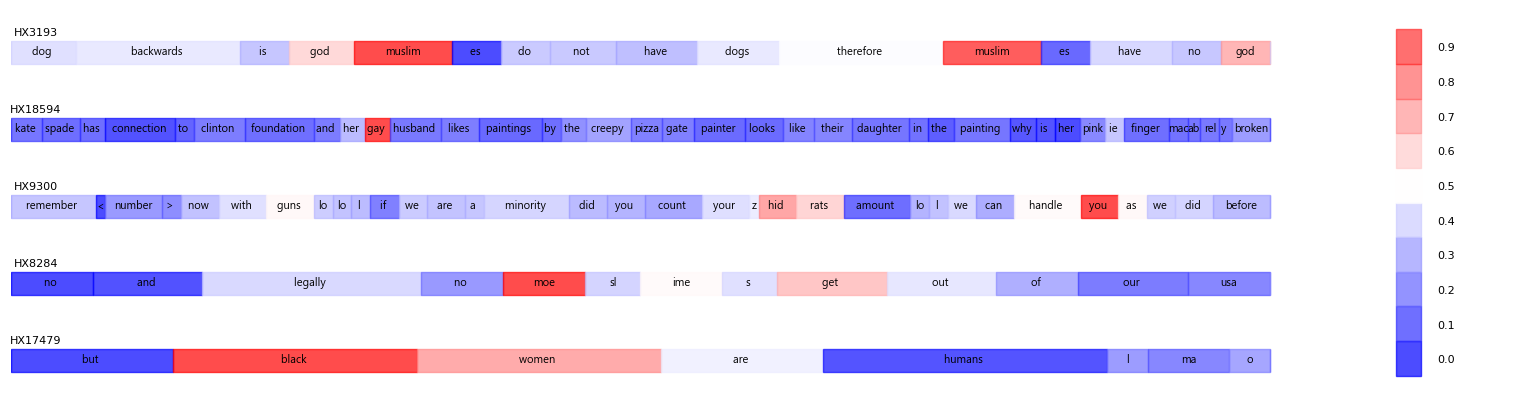 HX3193
dog backwards is god muslim es do not have dogs therefore muslim es have no god
HX18594
kate spade has connection to clinton foundation and her gay husband likes paintings by the creepy pizza gate painter looks like their daughter in the painting why is her pink ie finger mac ab rel y broken
HX9300
remember < number > now with guns lo lo l if we are a minority did you count your z hid rats amount lo l we can handle you as we did before
HX8284
no and legally no moe sl ime s get out of our usa
HX17479
but black women are humans l ma o
0.9
0.8
0.7
0.6
0.5
0.4
0.3
0.2
0.1
0.0